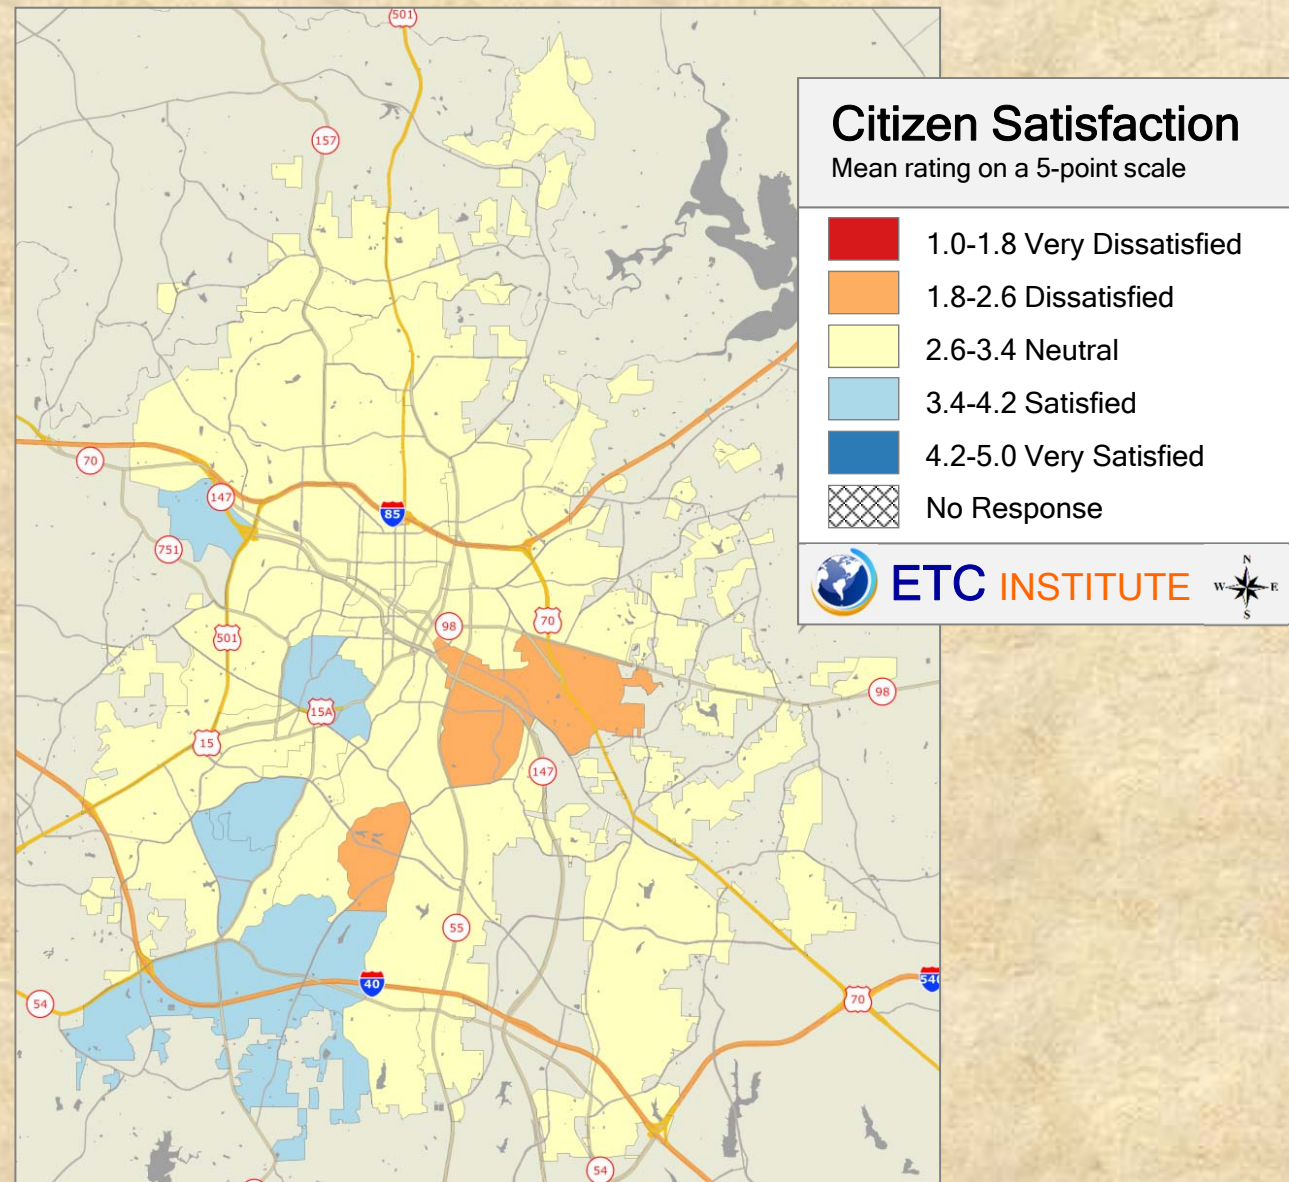 501
157
Citizen Satisfaction
Mean rating on a 5-point scale
1.0-1.8 Very Dissatisfied
1.8-2.6 Dissatisfied
2.6-3.4 Neutral
3.4-4.2 Satisfied
4.2-5.0 Very Satisfied
No Response
ETC INSTITUTE
N
W
E
S
70
147
85
751
501
98
70
98
15A
15
147
55
40
54
70
540
54